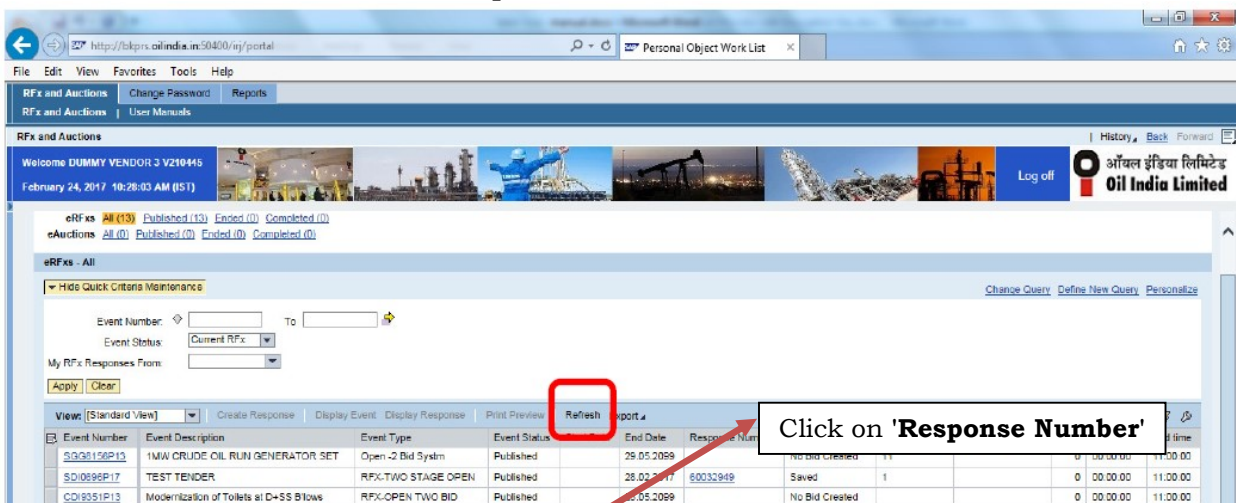 http://bkprs.oilindia.in:50400/irj/portal
Personal Object Work List
File Edit View Favorites Tools Help
RFx and Auctions Change Password Reports
RFx and Auctions | User Manuals
RFx and Auctions | History Back Forward
Welcome DUMMY VENDOR 3 V210445
February 24, 2017 10:28:03 AM (IST)
Log off
ऑयल इंडिया लिमिटेड
Oil India Limited
eRFxs All (13) Published (13) Ended (0) Completed (0)
eAuctions All (0) Published (0) Ended (0) Completed (0)
eRFxs - All
Hide Quick Criteria Maintenance Change Query Define New Query Personalize
Event Number: To
Event Status: Current RFx
My RFx Responses From:
Apply Clear
View: [Standard View] Create Response Display Event Display Response Print Preview Refresh Export
Click on 'Response Number'
Event Number Event Description Event Type Event Status End Date Response Num time
SGG8156P13 1MW CRUDE OIL RUN GENERATOR SET Open -2 Bid Systm Published 29.05.2099 No Bid Created 11 0 00:00:00 11:00:00
SDI0696P17 TEST TENDER RFX-TWO STAGE OPEN Published 28.02.2017 60032949 Saved 1 0 00:00:00 11:00:00
CDI9351P13 Modernization of Toilets at D+SS B'lows RFX-OPEN TWO BID Published .05.2099 No Bid Created 0 00:00:00 11:00:00